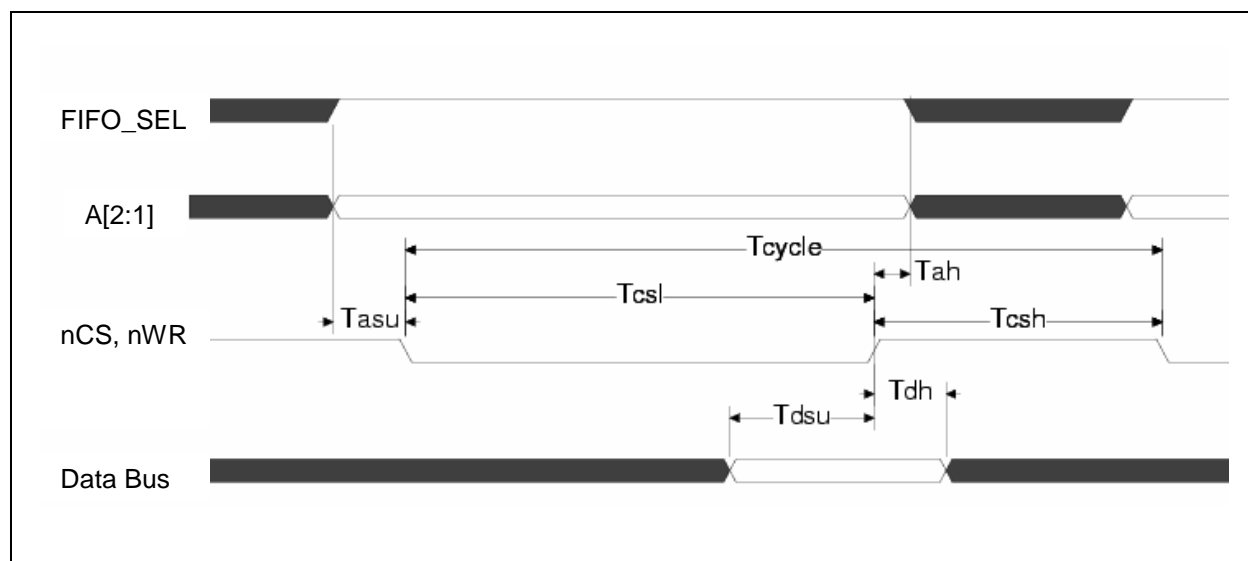 FIFO_SEL
A[2:1]
Tcycle
Tah
Tcsl
Tasu
Tcsh
nCS, nWR
Tdh
Tdsu
Data Bus